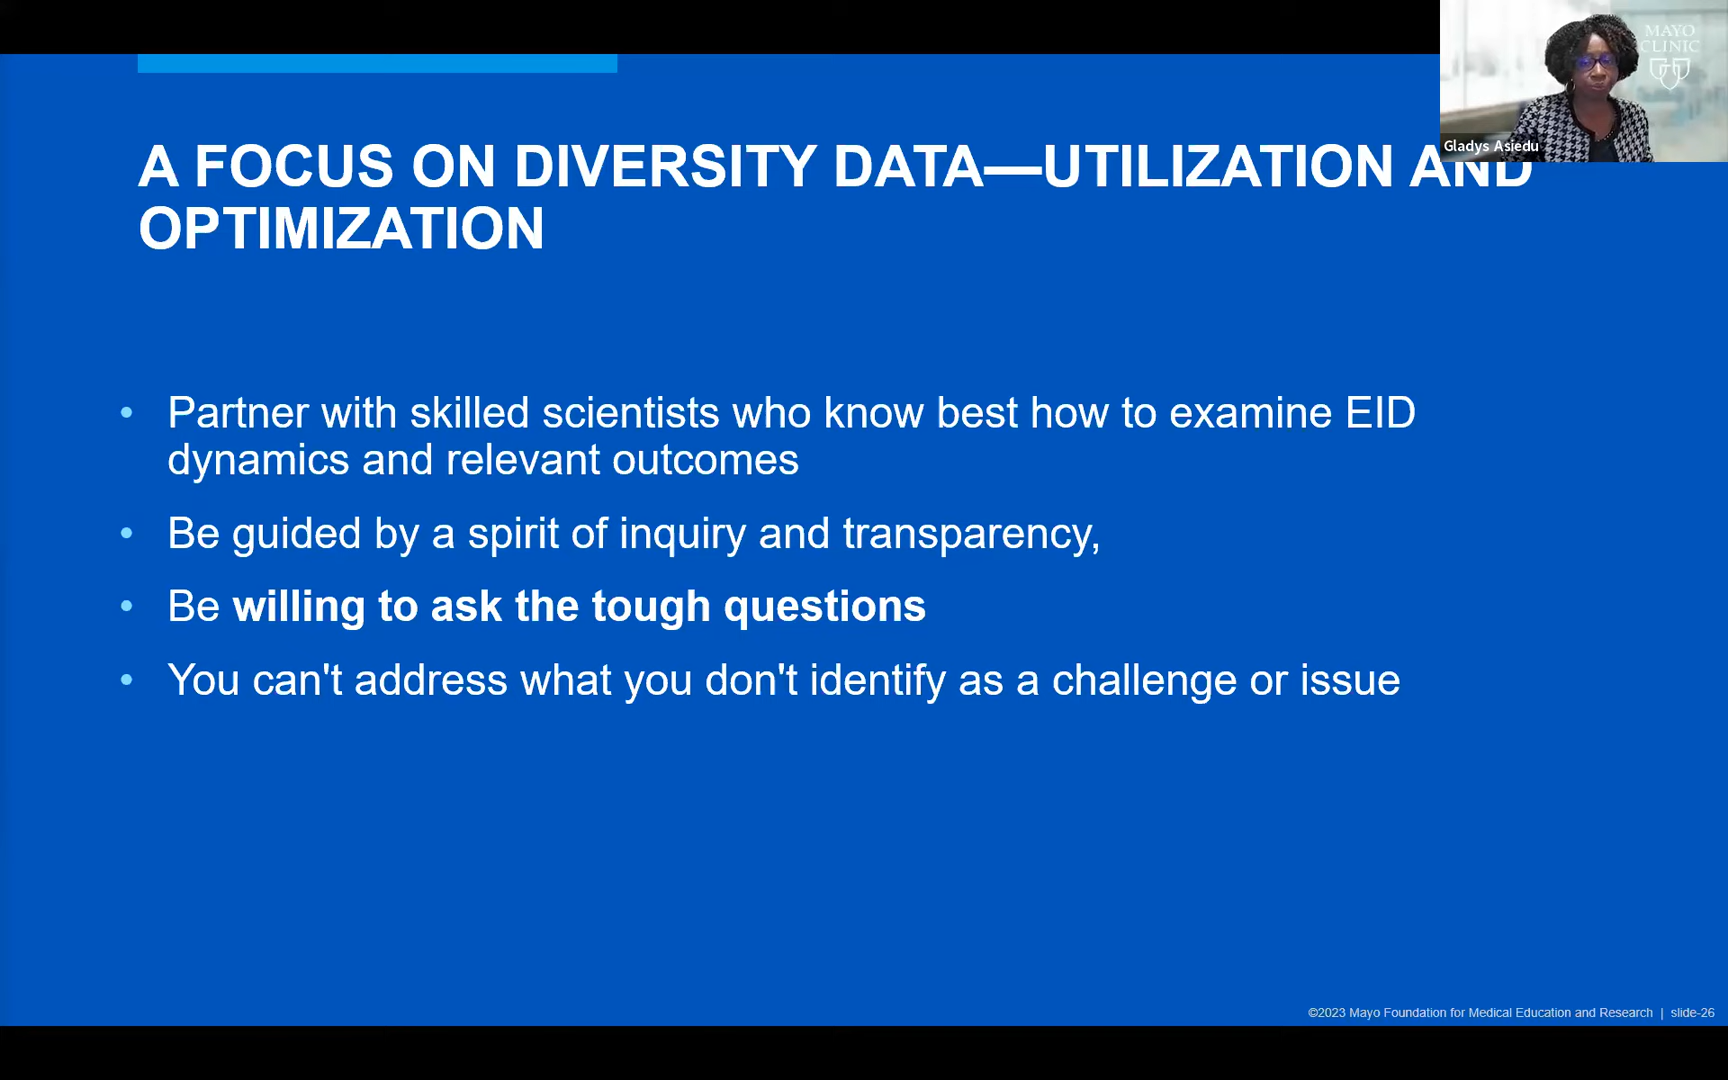 MAYO
CLINIC
Gladys Asiedu
A FOCUS ON DIVERSITY DATA—UTILIZATION AND
OPTIMIZATION
• Partner with skilled scientists who know best how to examine EID
dynamics and relevant outcomes
• Be guided by a spirit of inquiry and transparency,
• Be willing to ask the tough questions
• You can't address what you don't identify as a challenge or issue
©2023 Mayo Foundation for Medical Education and Research | slide-26